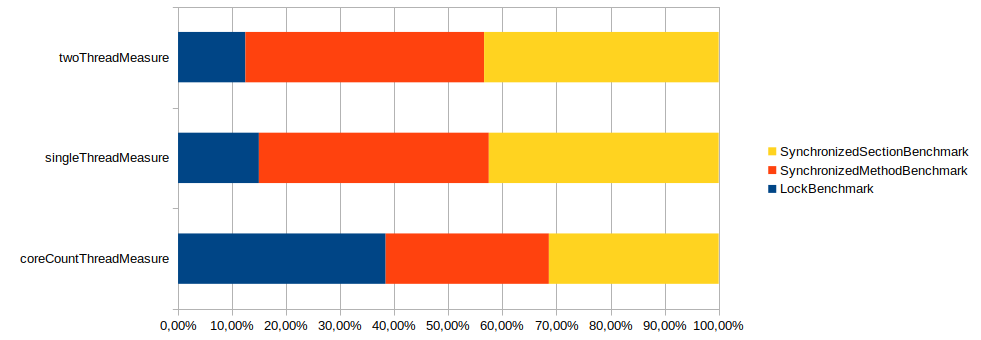 twoThreadMeasure
singleThreadMeasure
coreCountThreadMeasure
0,00% 10,00% 20,00% 30,00% 40,00% 50,00% 60,00% 70,00% 80,00% 90,00% 100,00%
SynchronizedSectionBenchmark
SynchronizedMethodBenchmark
LockBenchmark